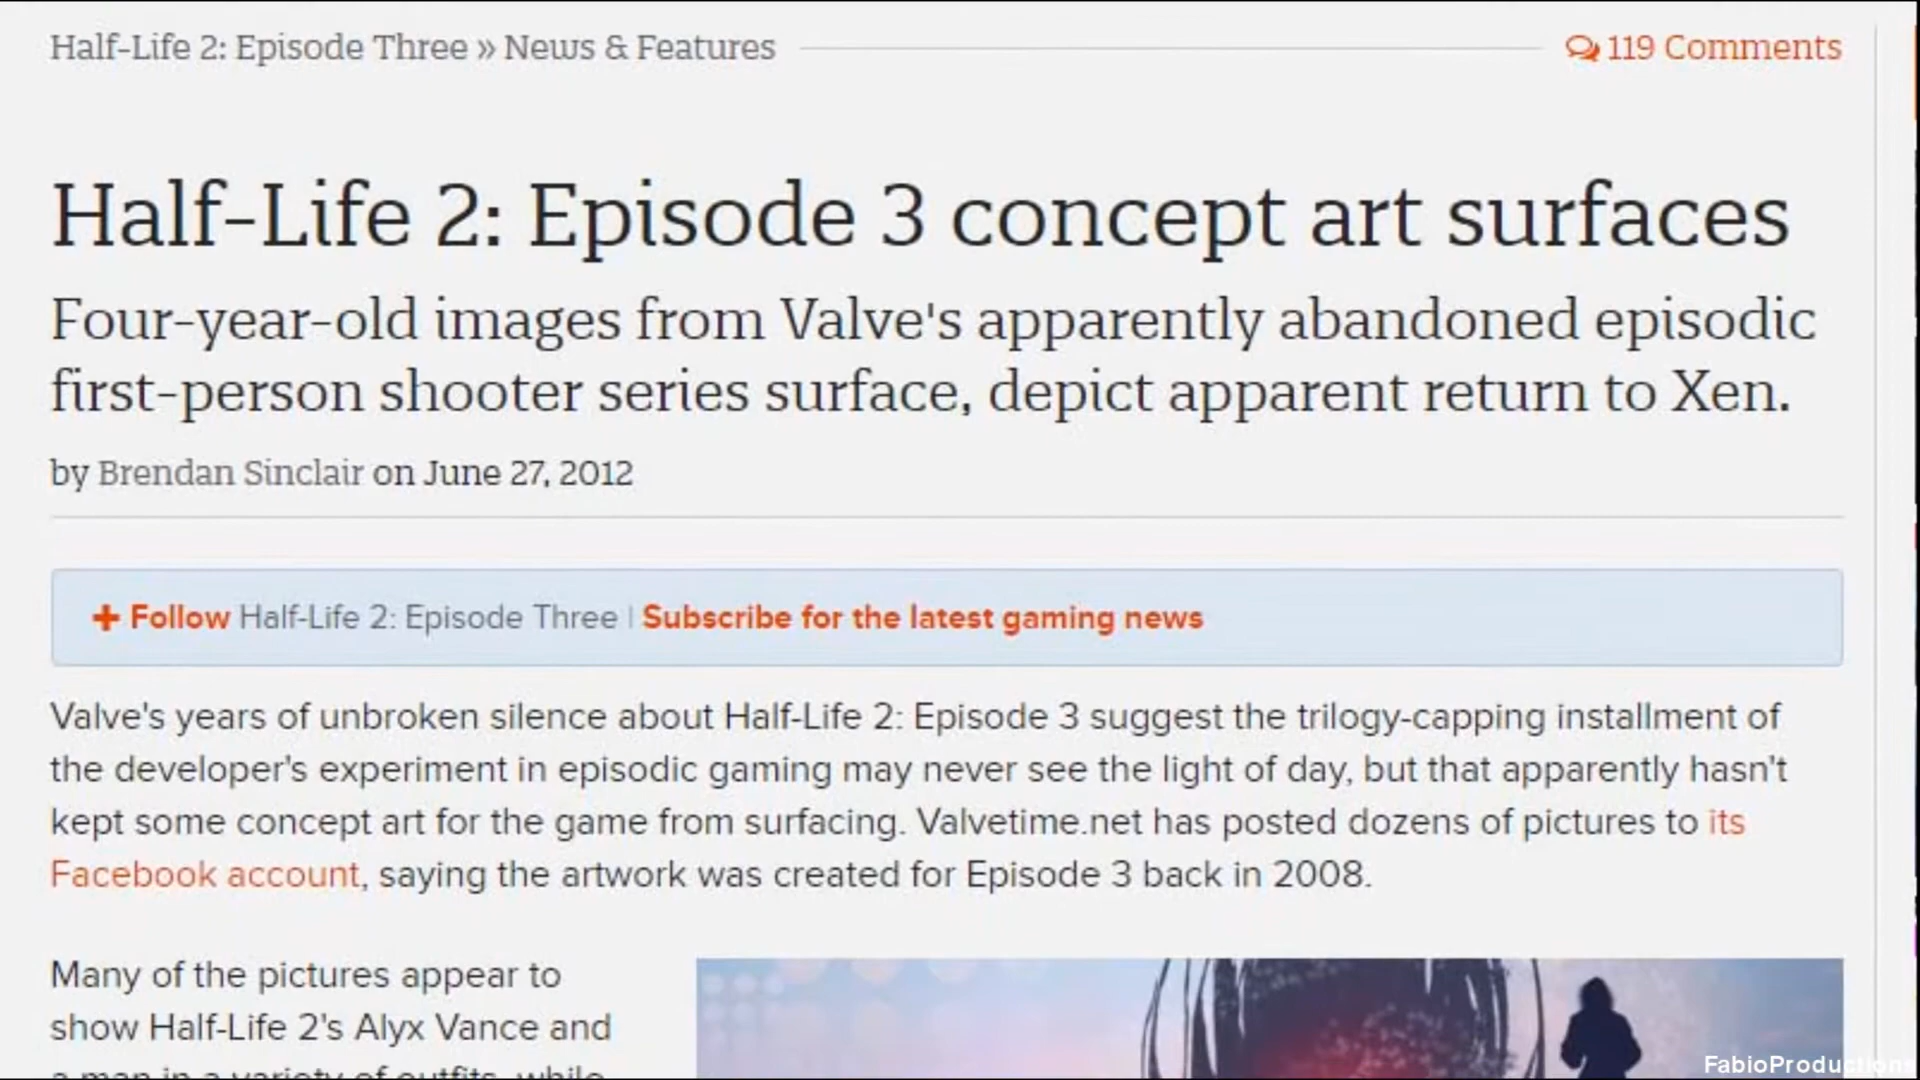 Half-Life 2: Episode Three » News & Features
119 Comments
Half-Life 2: Episode 3 concept art surfaces
Four-year-old images from Valve's apparently abandoned episodic
first-person shooter series surface, depict apparent return to Xen.
by Brendan Sinclair on June 27, 2012
+ Follow Half-Life 2: Episode Three | Subscribe for the latest gaming news
Valve's years of unbroken silence about Half-Life 2: Episode 3 suggest the trilogy-capping installment of
the developer's experiment in episodic gaming may never see the light of day, but that apparently hasn't
kept some concept art for the game from surfacing. Valvetime.net has posted dozens of pictures to its
Facebook account, saying the artwork was created for Episode 3 back in 2008.
Many of the pictures appear to
show Half-Life 2's Alyx Vance and
a man in a variety of outfits, while
FabioProductions